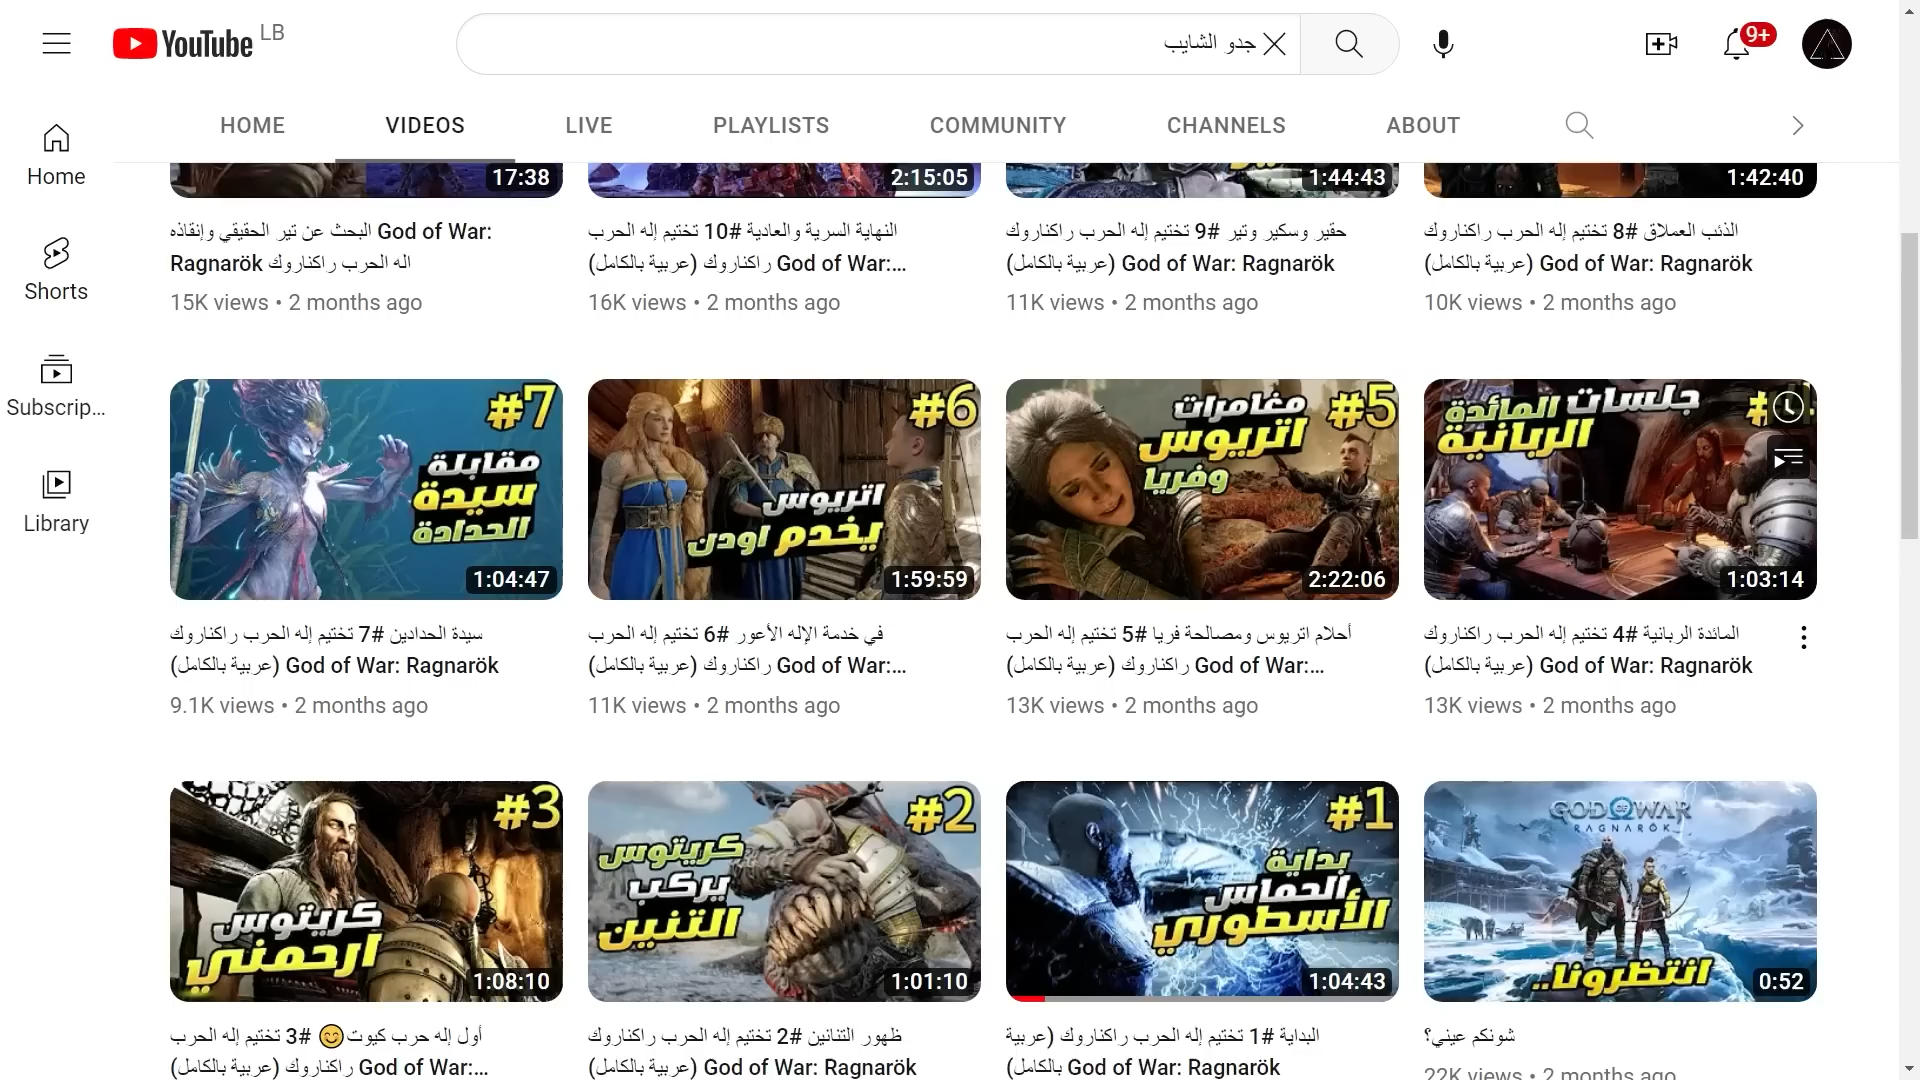 YouTube LB
جدو الشايب
9+
HOME VIDEOS LIVE PLAYLISTS COMMUNITY CHANNELS ABOUT
Home
Shorts
Subscrip...
Library
17:38
البحث عن تير الحقيقي وإنقاذه God of War:
Ragnarök اله الحرب راكناروك
15K views • 2 months ago
2:15:05
النهاية السرية والعادية #10 تختيم إله الحرب
راكناروك (عربية بالكامل) God of War:...
16K views • 2 months ago
1:44:43
حقير وسكير وتير #9 تختيم إله الحرب راكناروك
(عربية بالكامل) God of War: Ragnarök
11K views • 2 months ago
1:42:40
الذئب العملاق #8 تختيم إله الحرب راكناروك
(عربية بالكامل) God of War: Ragnarök
10K views • 2 months ago
#7
مقابلة
سيدة
الحدادة
1:04:47
سيدة الحدادين #7 تختيم إله الحرب راكناروك
(عربية بالكامل) God of War: Ragnarök
9.1K views • 2 months ago
#6
اتريوس
يخدم اودن
1:59:59
في خدمة الإله الأعور #6 تختيم إله الحرب
راكناروك (عربية بالكامل) God of War:...
11K views • 2 months ago
#5
مغامرات
اتريوس
وفريا
2:22:06
أحلام اتريوس ومصالحة فريا #5 تختيم إله الحرب
راكناروك (عربية بالكامل) God of War:...
13K views • 2 months ago
جلسات المائدة
الربانية
1:03:14
المائدة الربانية #4 تختيم إله الحرب راكناروك
(عربية بالكامل) God of War: Ragnarök
13K views • 2 months ago
#3
كريتوس
ارحمني
1:08:10
أول إله حرب كيوت😊 #3 تختيم إله الحرب
راكناروك (عربية بالكامل) God of War:...
#2
كريتوس
يركب
التنين
1:01:10
ظهور التنانين #2 تختيم إله الحرب راكناروك
(عربية بالكامل) God of War: Ragnarök
#1
بداية
الحماس
الأسطوري
1:04:43
البداية #1 تختيم إله الحرب راكناروك (عربية
بالكامل) God of War: Ragnarök
GOD OF WAR
RAGNARÖK
انتظرونا..
0:52
شونكم عيني؟
22K views • 2 months ago